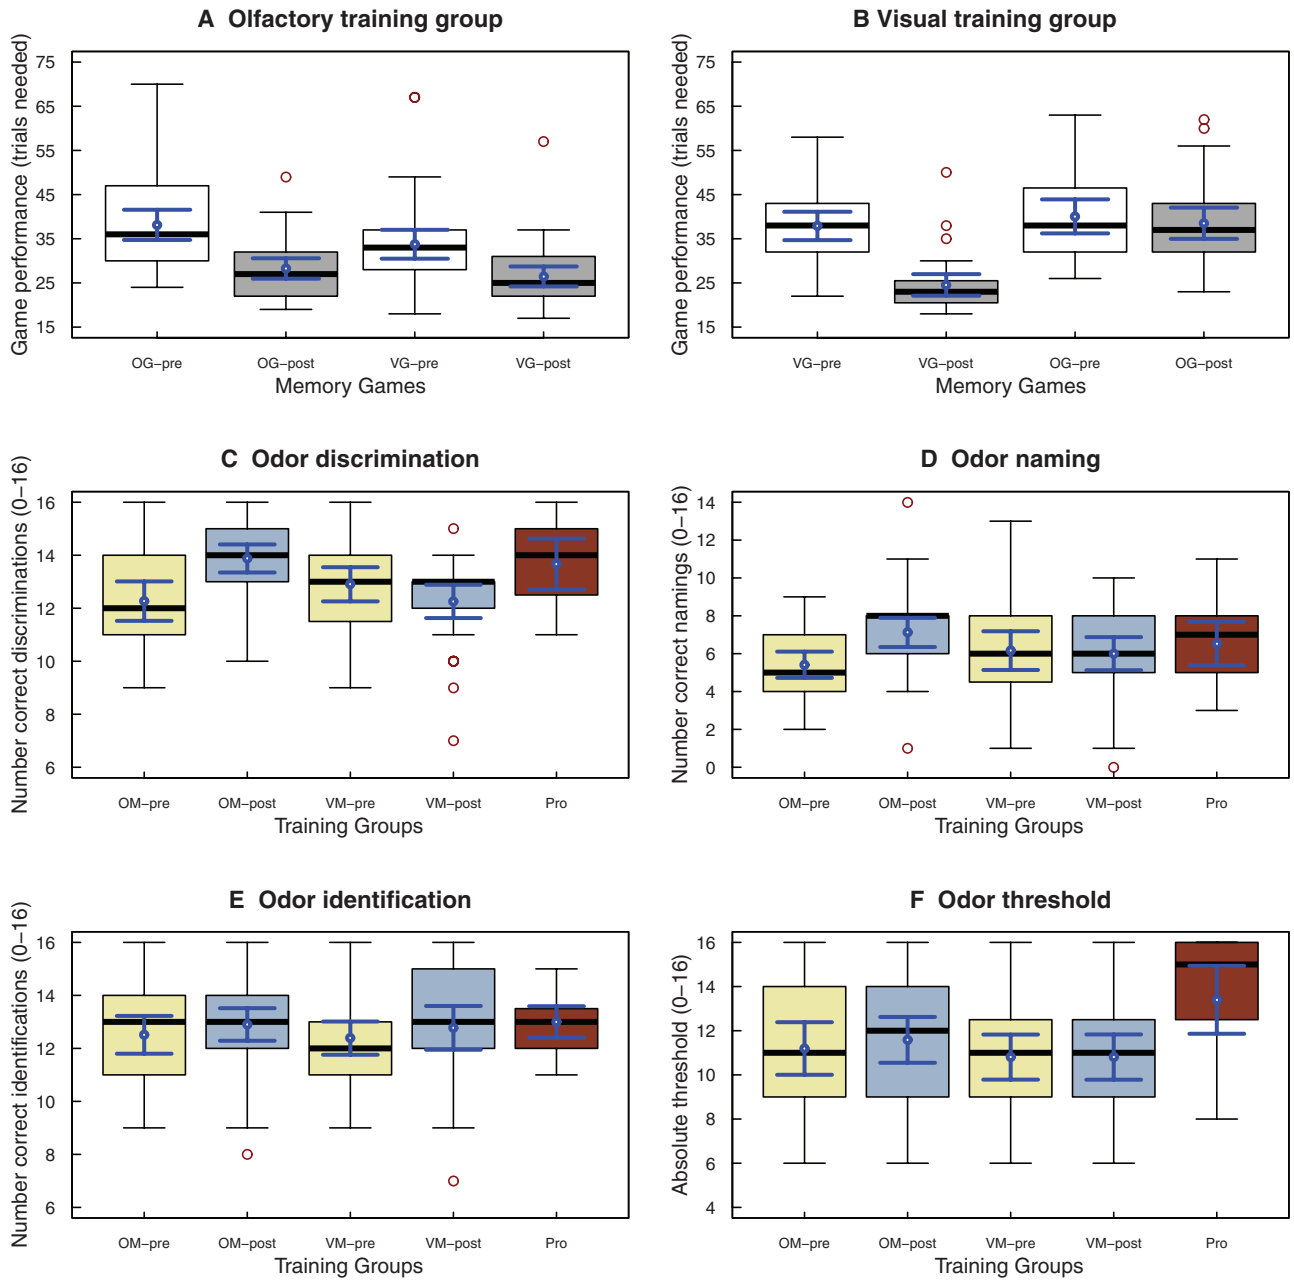 A  Olfactory training group
Game performance (trials needed)
75
65
55
45
35
25
15
OG–pre
OG–post
VG–pre
VG–post
Memory Games
B Visual training group
Game performance (trials needed)
75
65
55
45
35
25
15
VG–pre
VG–post
OG–pre
OG–post
Memory Games
C  Odor discrimination
Number correct discriminations (0–16)
16
14
12
10
8
6
OM–pre
OM–post
VM–pre
VM–post
Pro
Training Groups
D  Odor naming
Number correct namings (0–16)
14
12
10
8
6
4
2
0
OM–pre
OM–post
VM–pre
VM–post
Pro
Training Groups
E  Odor identification
Number correct identifications (0–16)
16
14
12
10
8
6
OM–pre
OM–post
VM–pre
VM–post
Pro
Training Groups
F  Odor threshold
Absolute threshold (0–16)
16
14
12
10
8
6
4
OM–pre
OM–post
VM–pre
VM–post
Pro
Training Groups